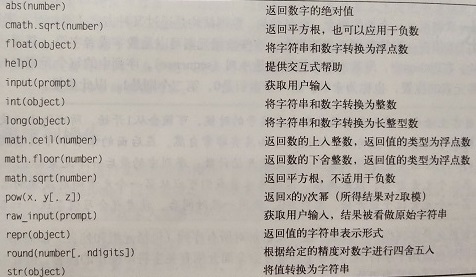 abs(number) 返回数字的绝对值
cmath.sqrt(number) 返回平方根，也可以应用于负数
float(object) 将字符串和数字转换为浮点数
help() 提供交互式帮助
input(prompt) 获取用户输入
int(object) 将字符串和数字转换为整数
long(object) 将字符串和数字转换为长整型数
math.ceil(number) 返回数的上入整数，返回值的类型为浮点数
math.floor(number) 返回数的下舍整数，返回值的类型为浮点数
math.sqrt(number) 返回平方根，不适用于负数
pow(x, y[, z]) 返回x的y次幂（所得结果对z取模）
raw_input(prompt) 获取用户输入，结果被看做原始字符串
repr(object) 返回值的字符串表示形式
round(number[, ndigits]) 根据给定的精度对数字进行四舍五入
str(object) 将值转换为字符串